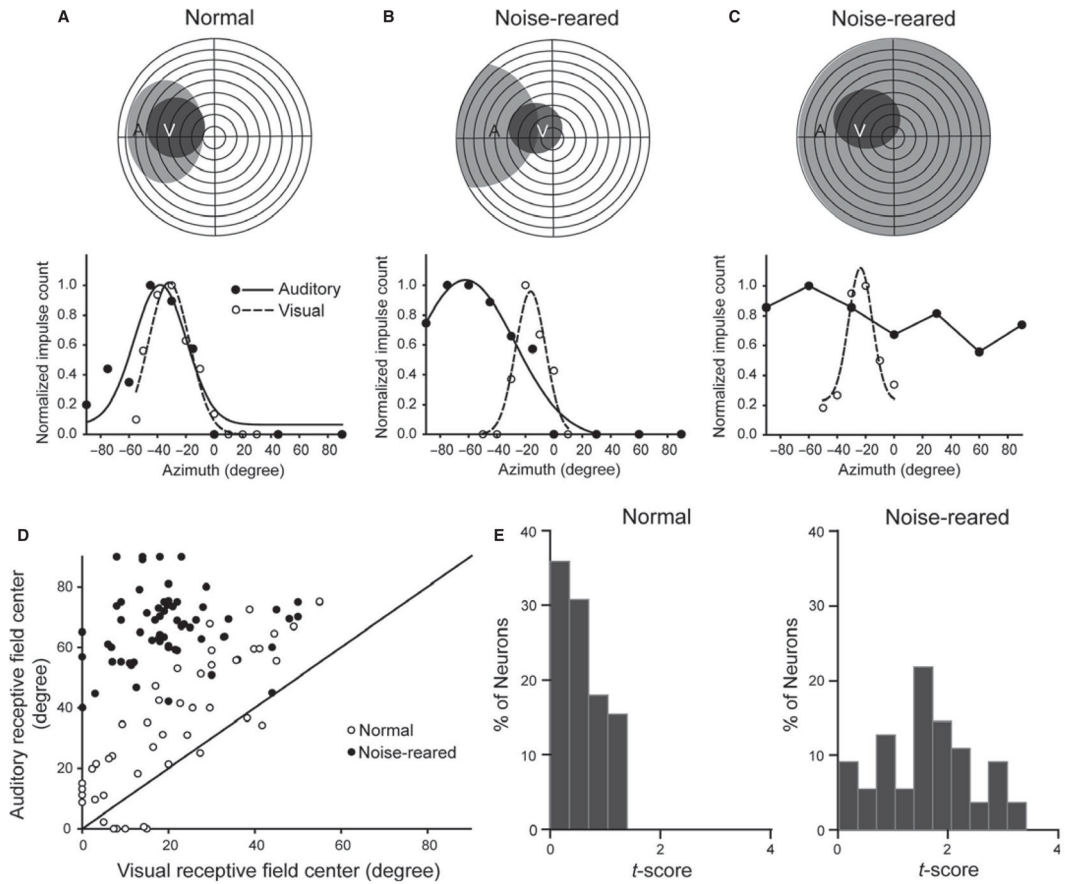 A Normal
B Noise-reared
C Noise-reared
A V
A V
A V
Normalized impulse count
1.0
0.8
0.6
0.4
0.2
0.0
Auditory
Visual
−80 −60 −40 −20 0 20 40 60 80
Azimuth (degree)
Normalized impulse count
1.0
0.8
0.6
0.4
0.2
0.0
−80 −60 −40 −20 0 20 40 60 80
Azimuth (degree)
Normalized impulse count
1.0
0.8
0.6
0.4
0.2
0.0
−80 −60 −40 −20 0 20 40 60 80
Azimuth (degree)
D
Auditory receptive field center
(degree)
80
60
40
20
0
Normal
Noise-reared
0 20 40 60 80
Visual receptive field center (degree)
E
Normal
% of Neurons
40
30
20
10
0
0 2 4
t-score
Noise-reared
% of Neurons
40
30
20
10
0
0 2 4
t-score